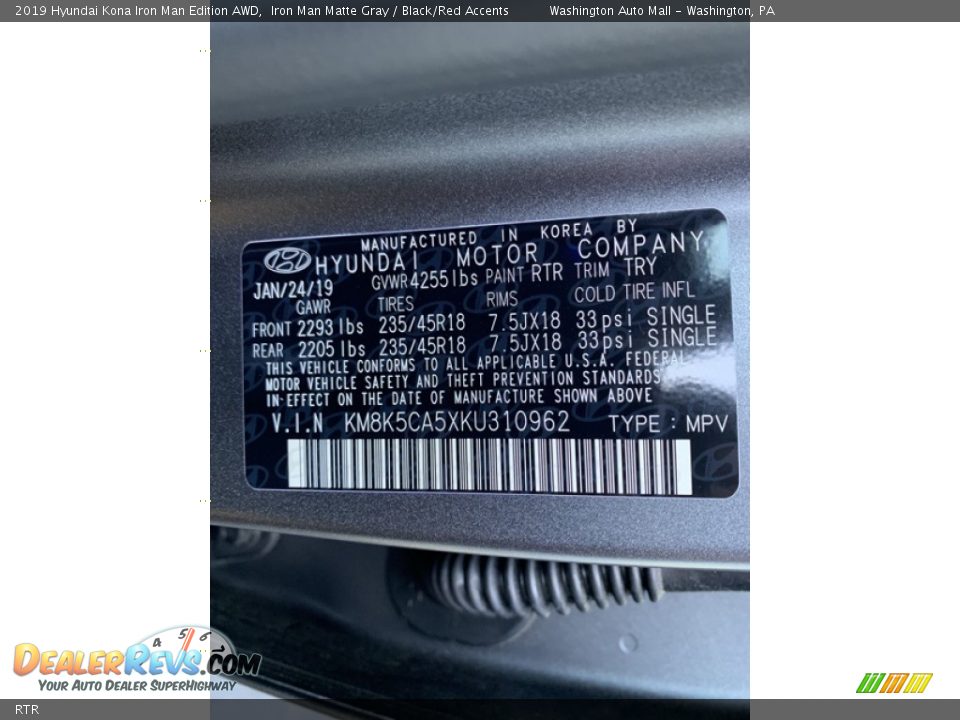 2019 Hyundai Kona Iron Man Edition AWD,   Iron Man Matte Gray / Black/Red Accents   Washington Auto Mall - Washington, PA
MANUFACTURED IN KOREA BY
HYUNDAI MOTOR COMPANY
JAN/24/19 GVWR 4255 lbs PAINT RTR TRIM TRY
GAWR TIRES RIMS COLD TIRE INFL
FRONT 2293 lbs 235/45R18 7.5JX18 33 psi SINGLE
REAR 2205 lbs 235/45R18 7.5JX18 33 psi SINGLE
THIS VEHICLE CONFORMS TO ALL APPLICABLE U.S.A. FEDERAL
MOTOR VEHICLE SAFETY AND THEFT PREVENTION STANDARDS
IN EFFECT ON THE DATE OF MANUFACTURE SHOWN ABOVE
V.I.N KM8K5CA5XKU310962 TYPE : MPV
4 5 6
DEALERREVS.COM
YOUR AUTO DEALER SUPERHIGHWAY
RTR